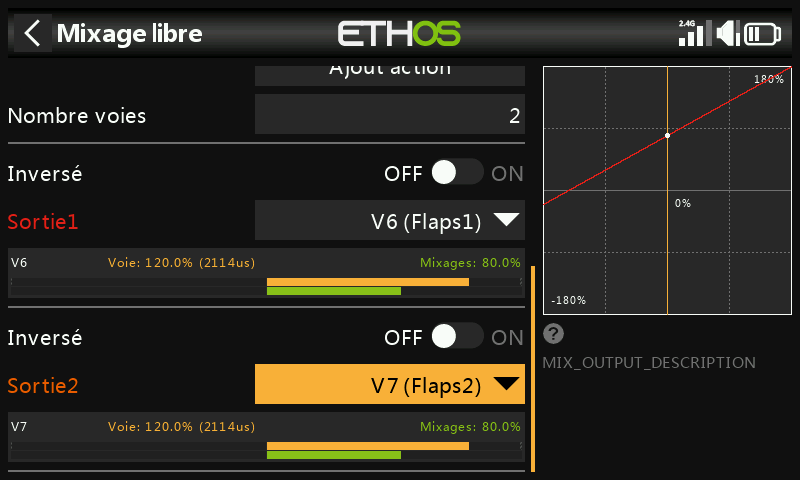 Mixage libre
ETHOS
2.4G
Ajout action
Nombre voies 2
Inversé OFF ON
Sortie1 V6 (Flaps1)
V6 Voie: 120.0% (2114us) Mixages: 80.0%
Inversé OFF ON
Sortie2 V7 (Flaps2)
V7 Voie: 120.0% (2114us) Mixages: 80.0%
180%
0%
-180%
?
MIX_OUTPUT_DESCRIPTION